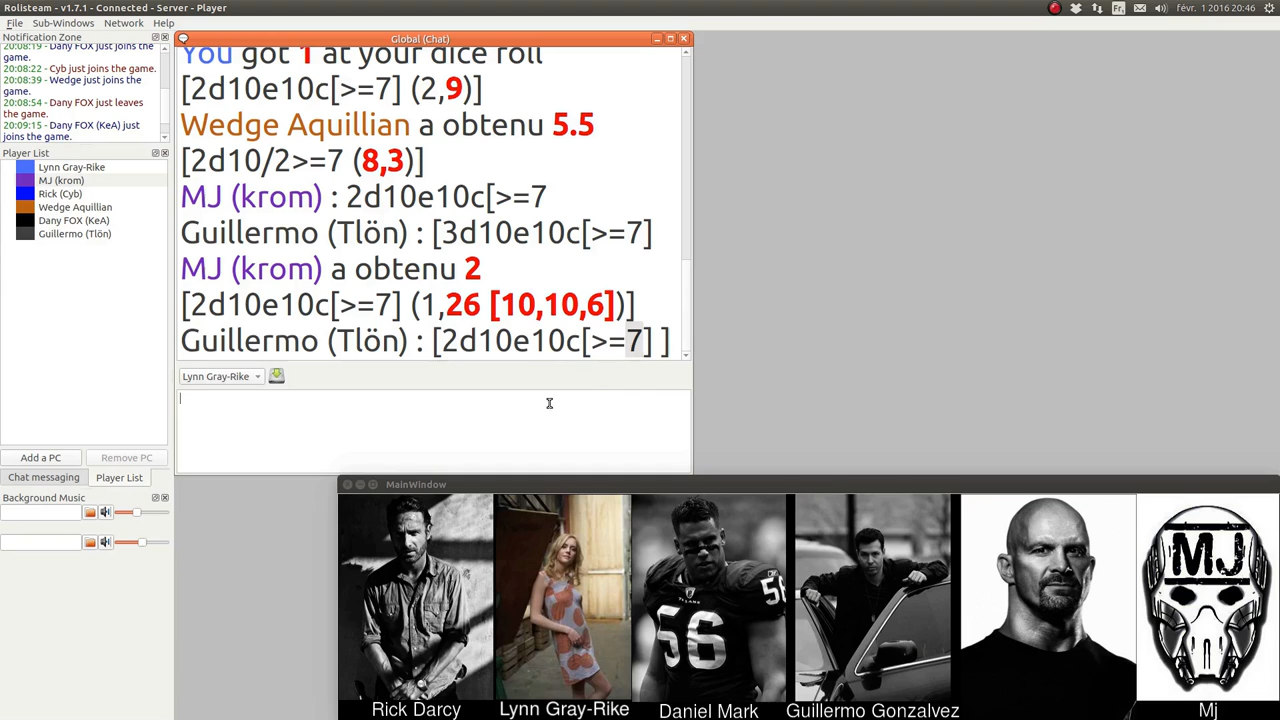 Rolisteam - v1.7.1 - Connected - Server - Player
Fr₁
févr. 1 2016 20:46
File Sub-Windows Network Help
Notification Zone
20:08:19 - Dany FOX just joins the
game.
20:08:22 - Cyb just joins the game.
20:08:39 - Wedge just joins the
game.
20:08:54 - Dany FOX just leaves
the game.
20:09:15 - Dany FOX (KeA) just
joins the game.
Player List
Lynn Gray-Rike
MJ (krom)
Rick (Cyb)
Wedge Aquillian
Dany FOX (KeA)
Guillermo (Tlön)
Add a PC
Remove PC
Chat messaging
Player List
Background Music
Global (Chat)
You got 1 at your dice roll
[2d10e10c[>=7] (2,9)]
Wedge Aquillian a obtenu 5.5
[2d10/2>=7 (8,3)]
MJ (krom) : 2d10e10c[>=7
Guillermo (Tlön) : [3d10e10c[>=7]
MJ (krom) a obtenu 2
[2d10e10c[>=7] (1,26 [10,10,6])]
Guillermo (Tlön) : [2d10e10c[>=7] ]
Lynn Gray-Rike
MainWindow
56
56
MJ
Rick Darcy
Lynn Gray-Rike
Daniel Mark
Guillermo Gonzalvez
Mj